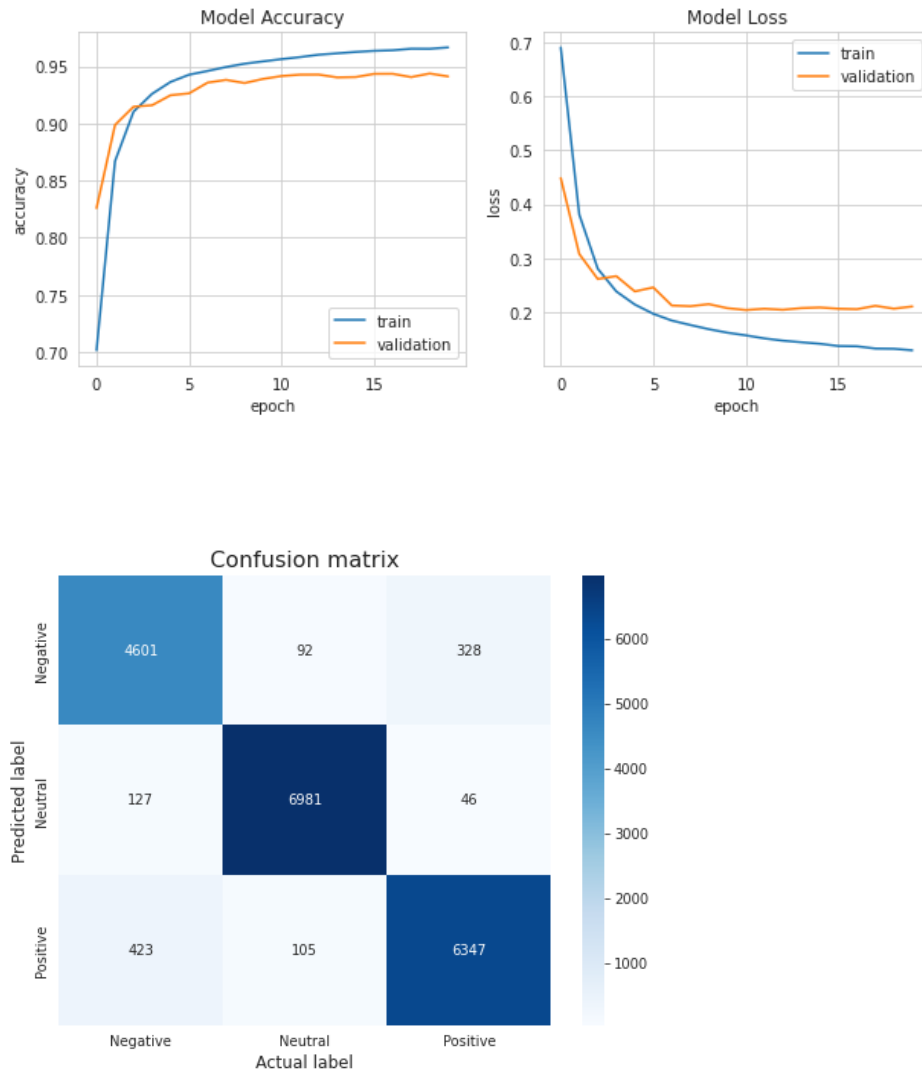 Model Accuracy
0.95
0.90
0.85
0.80
0.75
0.70
accuracy
0 5 10 15
epoch
train
validation
Model Loss
0.7
0.6
0.5
0.4
0.3
0.2
loss
0 5 10 15
epoch
train
validation
Confusion matrix
Predicted label
Negative
Neutral
Positive
4601 92 328
127 6981 46
423 105 6347
Negative Neutral Positive
Actual label
6000
5000
4000
3000
2000
1000